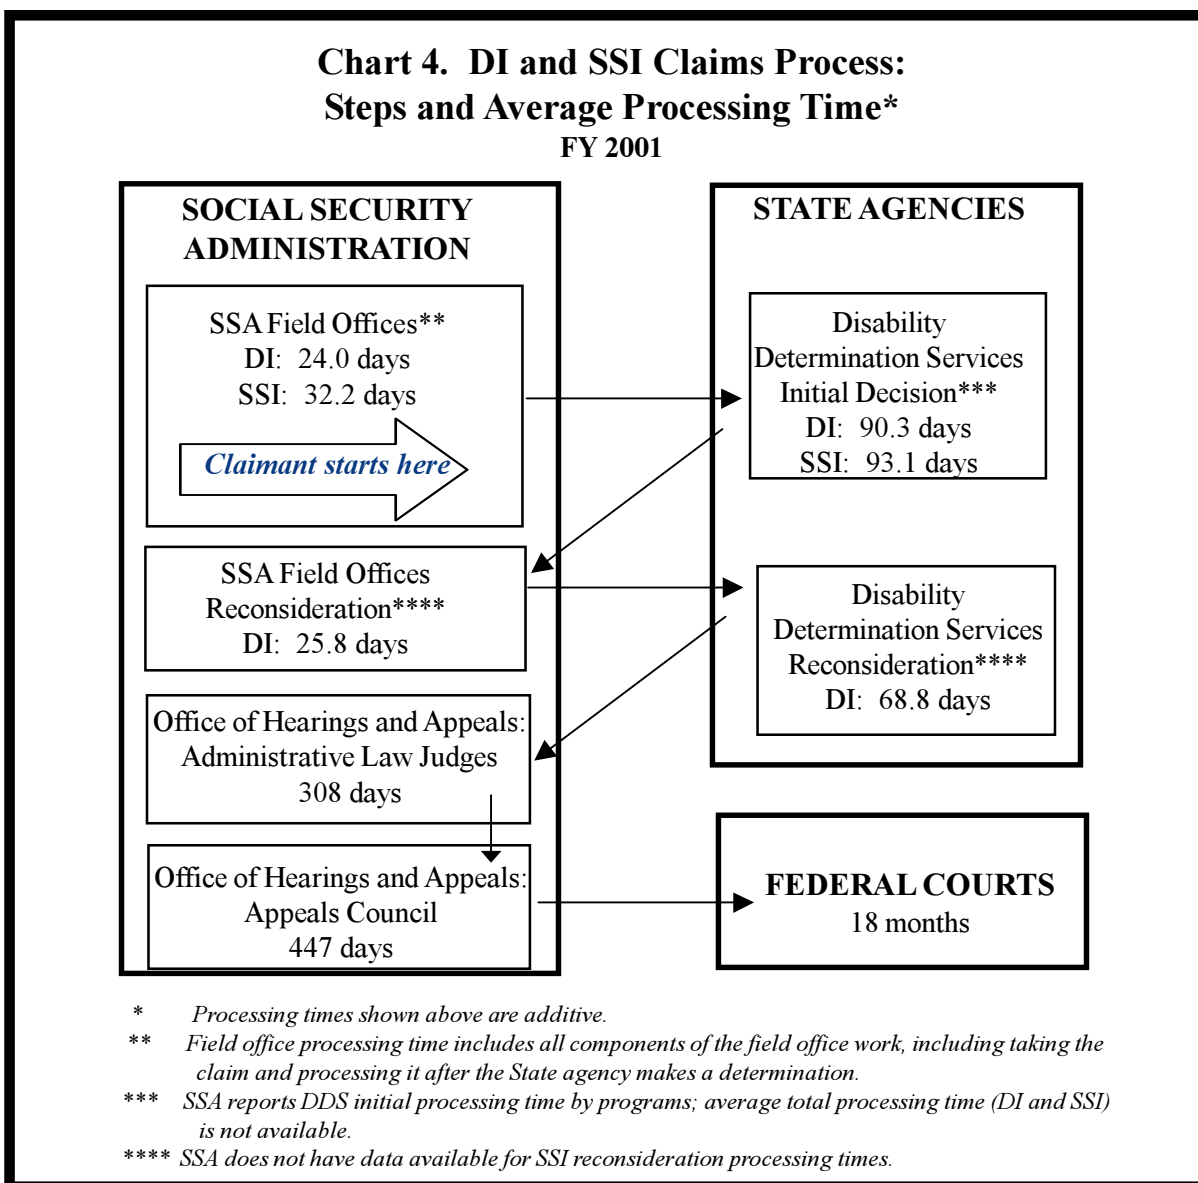 Chart 4. DI and SSI Claims Process:
Steps and Average Processing Time*
FY 2001
SOCIAL SECURITY
ADMINISTRATION
SSA Field Offices**
DI: 24.0 days
SSI: 32.2 days
Claimant starts here
SSA Field Offices
Reconsideration****
DI: 25.8 days
Office of Hearings and Appeals:
Administrative Law Judges
308 days
Office of Hearings and Appeals:
Appeals Council
447 days
STATE AGENCIES
Disability
Determination Services
Initial Decision***
DI: 90.3 days
SSI: 93.1 days
Disability
Determination Services
Reconsideration****
DI: 68.8 days
FEDERAL COURTS
18 months
* Processing times shown above are additive.
** Field office processing time includes all components of the field office work, including taking the
claim and processing it after the State agency makes a determination.
*** SSA reports DDS initial processing time by programs; average total processing time (DI and SSI)
is not available.
**** SSA does not have data available for SSI reconsideration processing times.